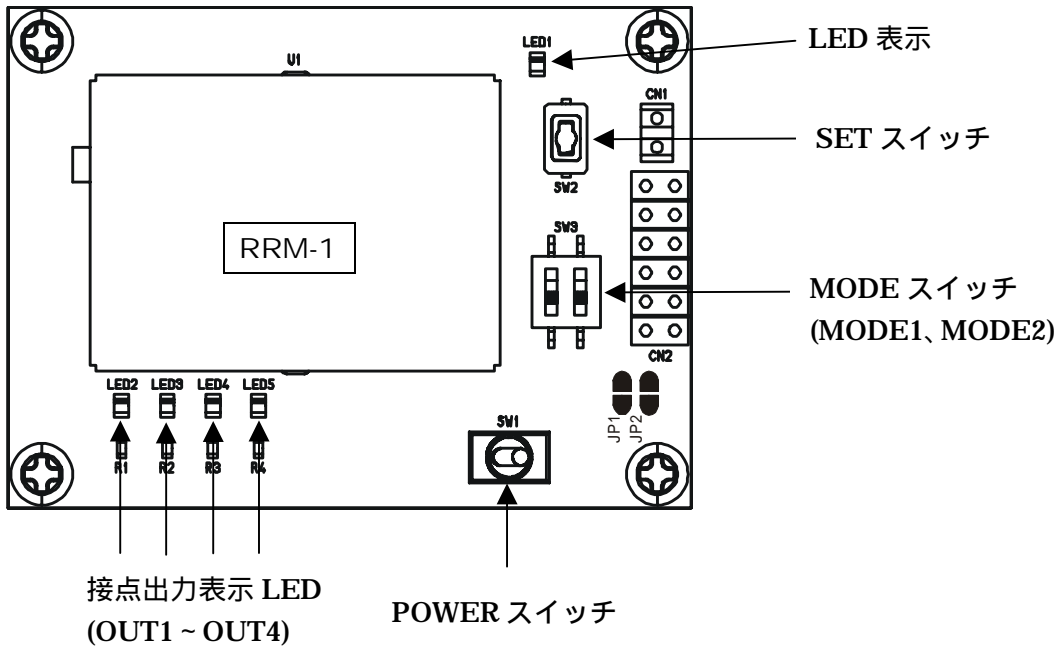 LED1
LED 表示
U1
CN1
SET スイッチ
SW2
SW3
RRM-1
MODE スイッチ
(MODE1、MODE2)
CN2
LED2 LED3 LED4 LED5
JP1
JP2
SW1
R1 R2 R3 R4
接点出力表示 LED
(OUT1 ~ OUT4)
POWER スイッチ